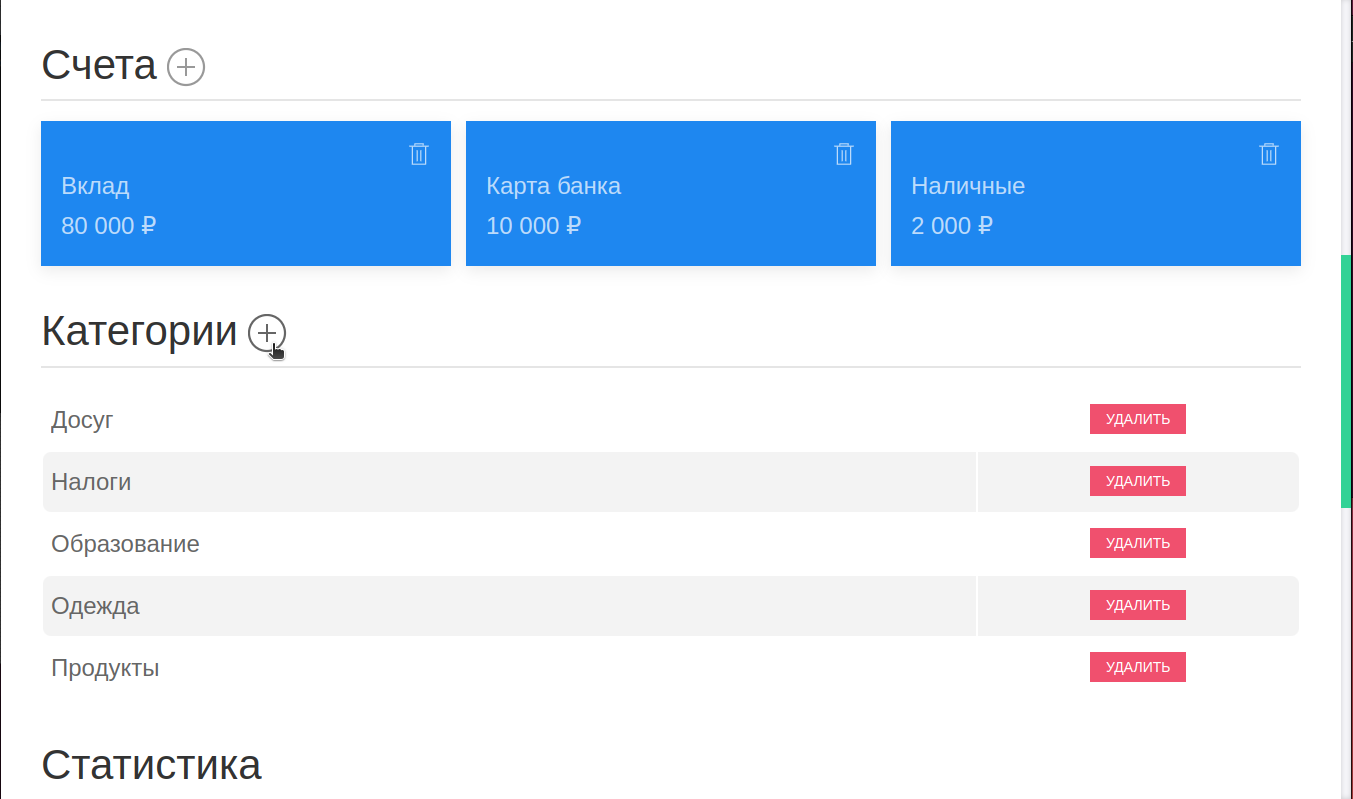 Счета
Вклад
80 000 ₽
Карта банка
10 000 ₽
Наличные
2 000 ₽
Категории
Досуг УДАЛИТЬ
Налоги УДАЛИТЬ
Образование УДАЛИТЬ
Одежда УДАЛИТЬ
Продукты УДАЛИТЬ
Статистика